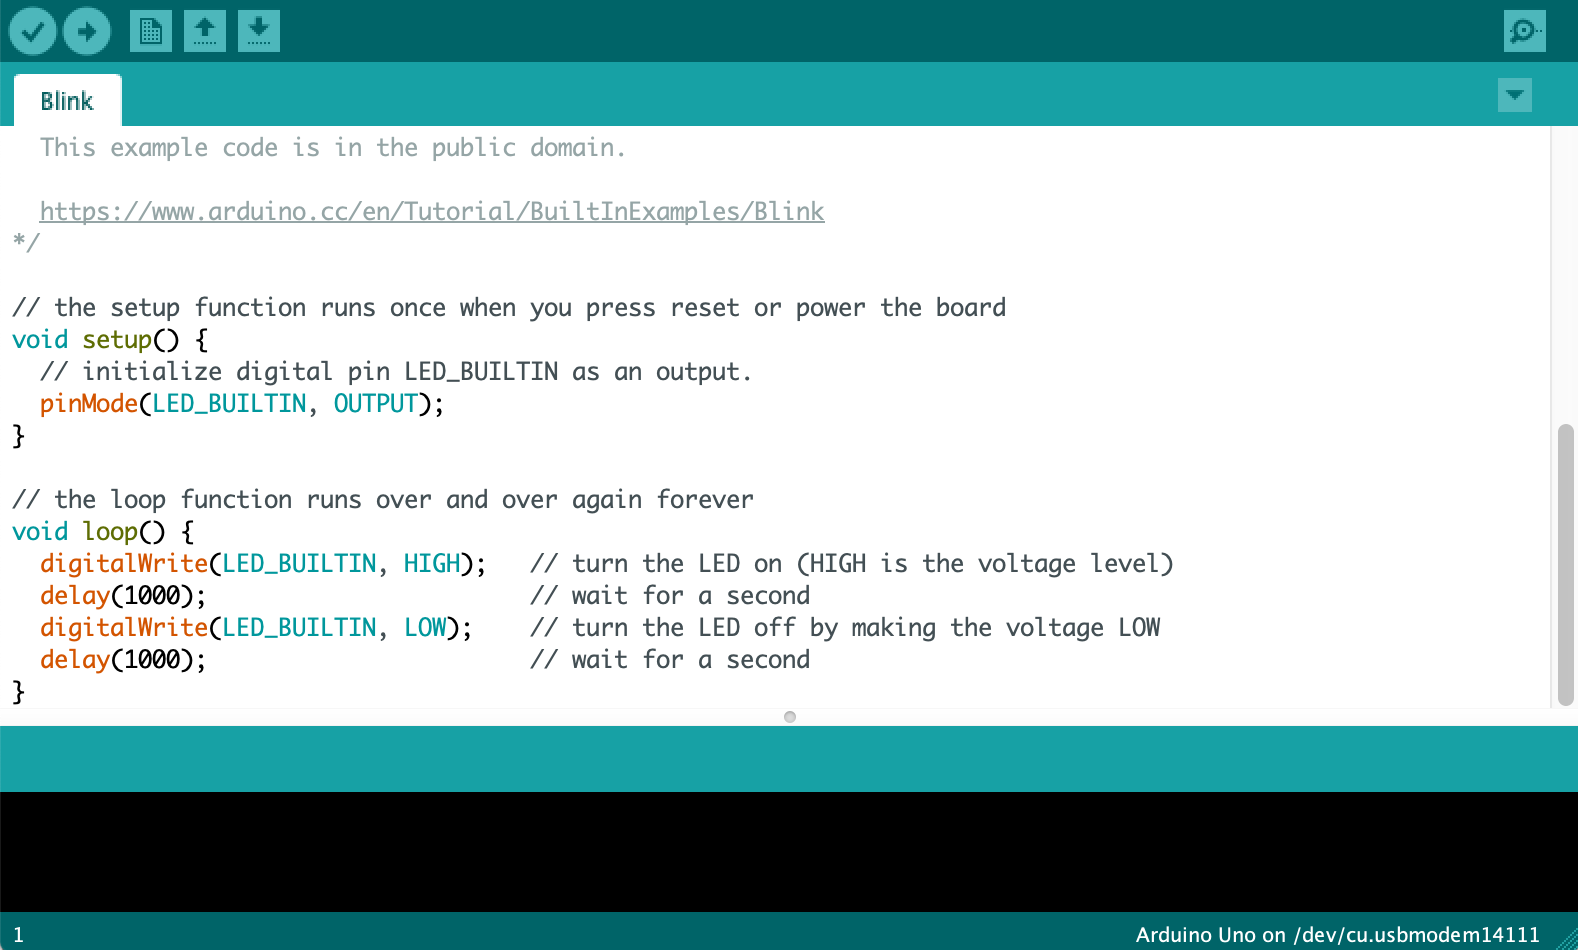 Blink
This example code is in the public domain.
https://www.arduino.cc/en/Tutorial/BuiltInExamples/Blink
*/
// the setup function runs once when you press reset or power the board
void setup() {
  // initialize digital pin LED_BUILTIN as an output.
  pinMode(LED_BUILTIN, OUTPUT);
}
// the loop function runs over and over again forever
void loop() {
  digitalWrite(LED_BUILTIN, HIGH);   // turn the LED on (HIGH is the voltage level)
  delay(1000);                       // wait for a second
  digitalWrite(LED_BUILTIN, LOW);    // turn the LED off by making the voltage LOW
  delay(1000);                       // wait for a second
}
1
Arduino Uno on /dev/cu.usbmodem14111